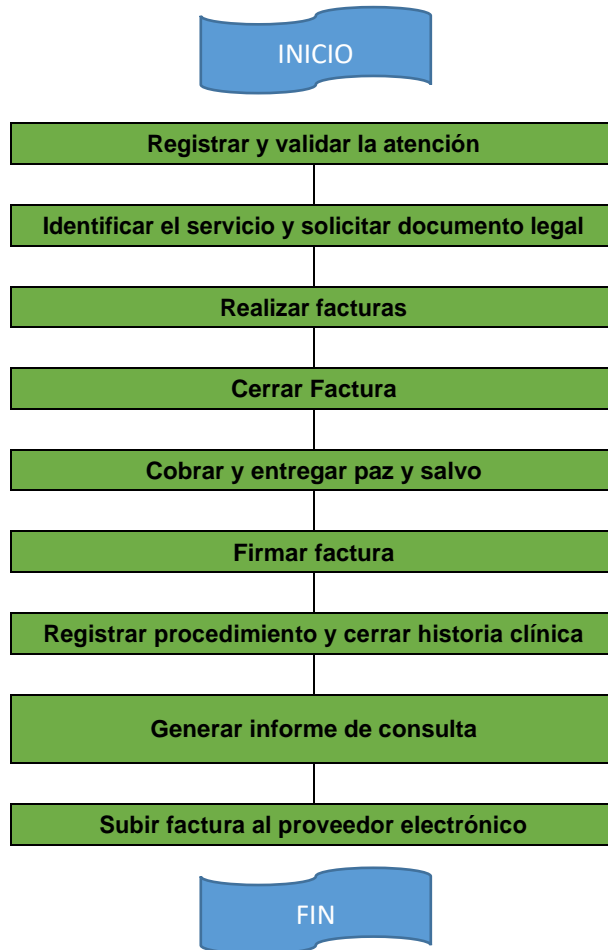 INICIO
Registrar y validar la atención
Identificar el servicio y solicitar documento legal
Realizar facturas
Cerrar Factura
Cobrar y entregar paz y salvo
Firmar factura
Registrar procedimiento y cerrar historia clínica
Generar informe de consulta
Subir factura al proveedor electrónico
FIN